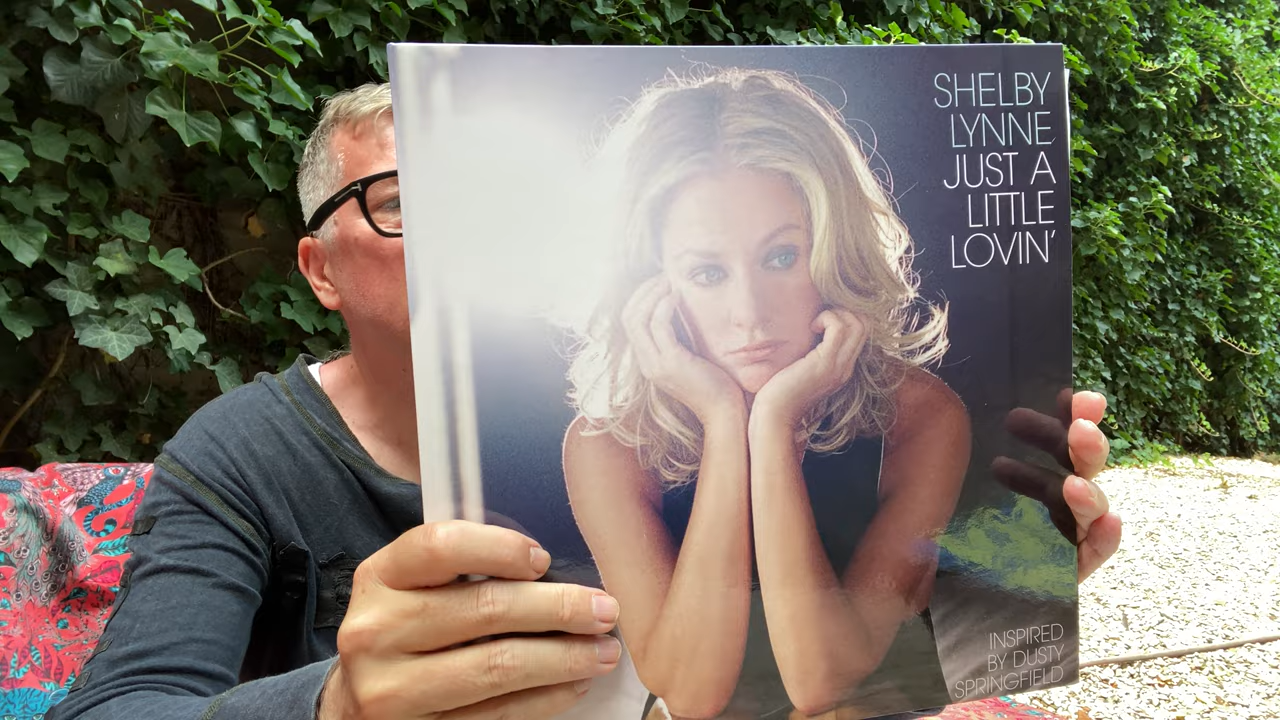 SHELBY
LYNNE
JUST A
LITTLE
LOVIN'
INSPIRED
BY DUSTY
SPRINGFIELD